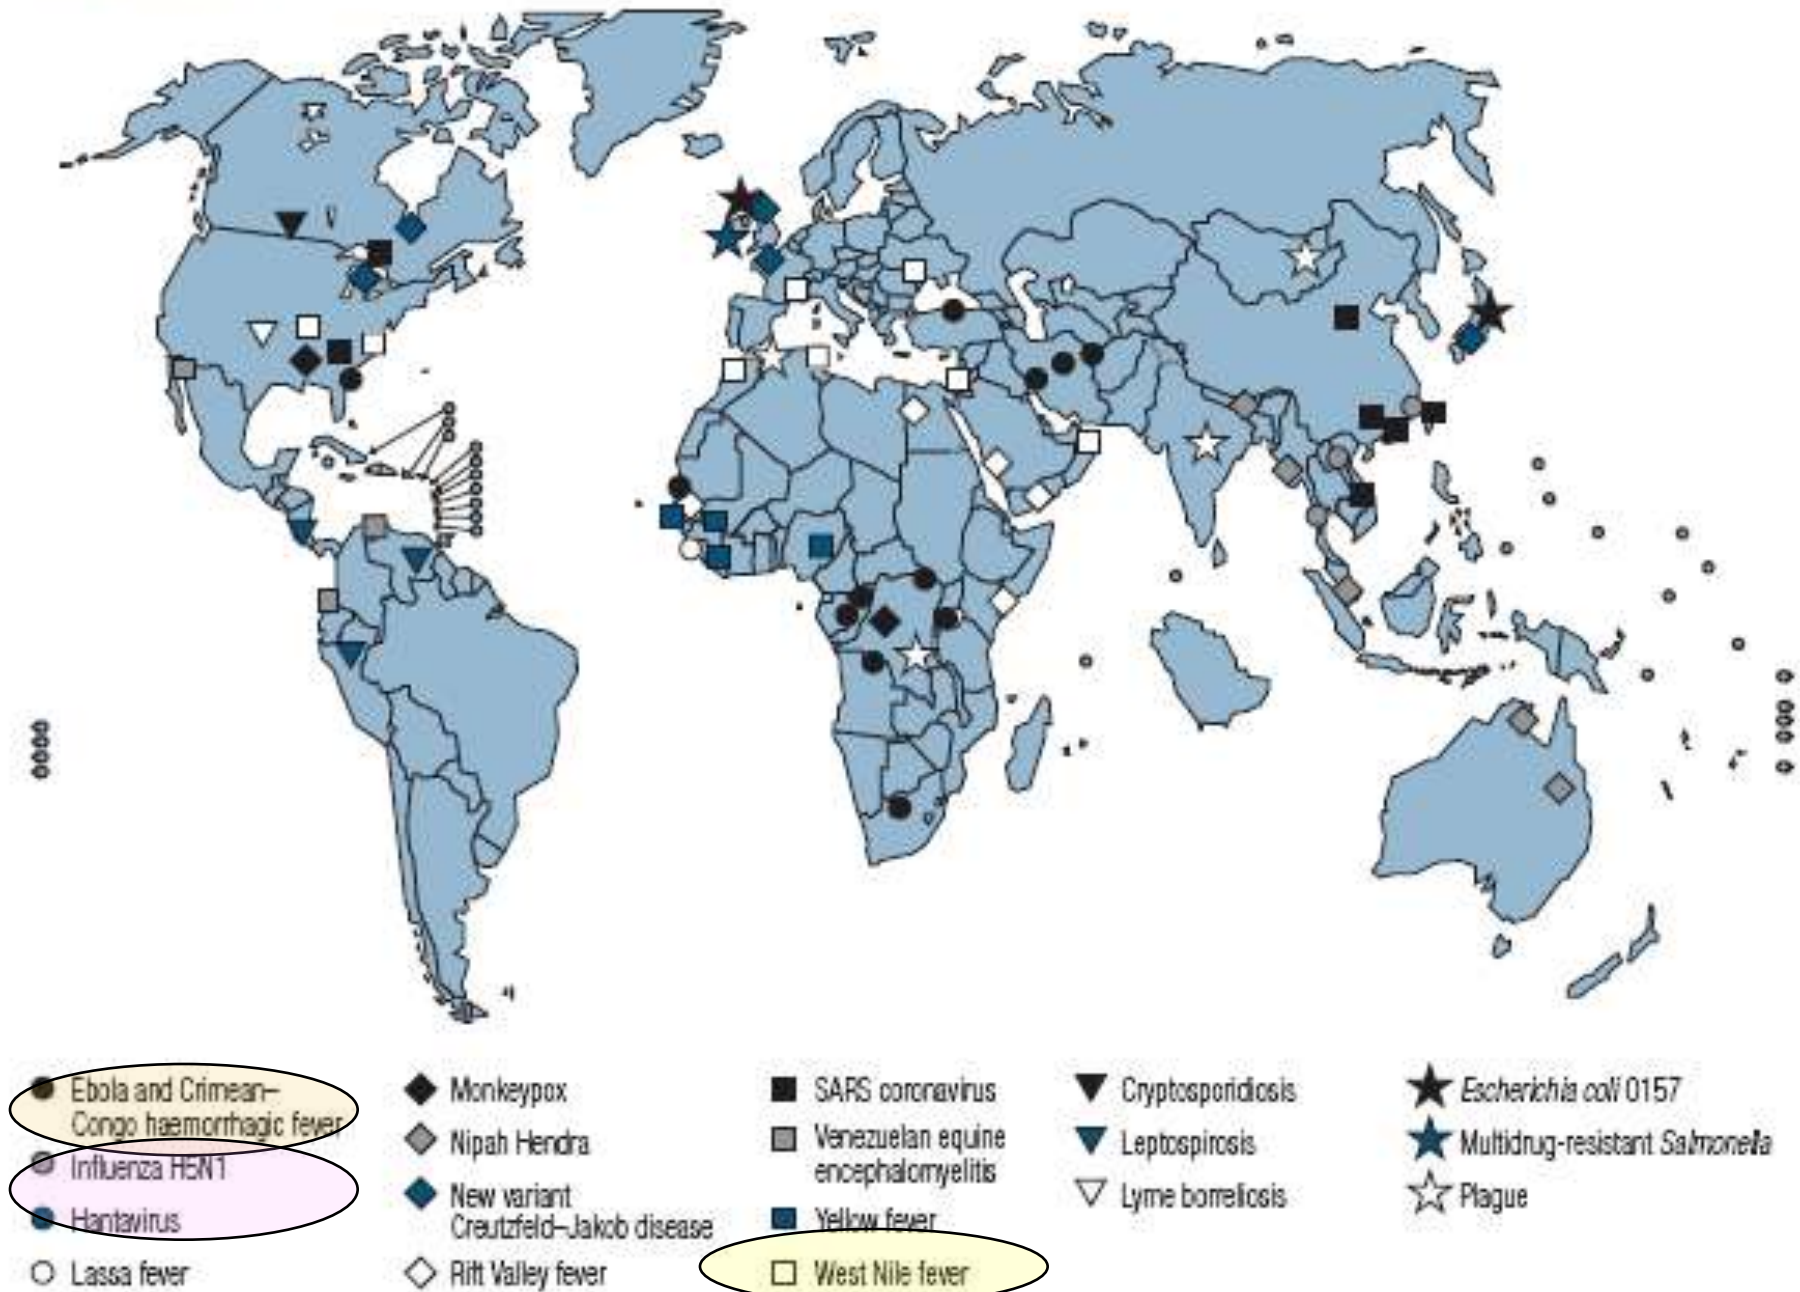 Ebola and Crimean–
Congo haemorrhagic fever
Influenza H5N1
Hantavirus
Lassa fever
Monkeypox
Nipah Hendra
New variant
Creutzfeld–Jakob disease
Rift Valley fever
SARS coronavirus
Venezuelan equine
encephalomyelitis
Yellow fever
West Nile fever
Cryptosporidiosis
Leptospirosis
Lyme borreliosis
Escherichia coli 0157
Multidrug-resistant Salmonella
Plague